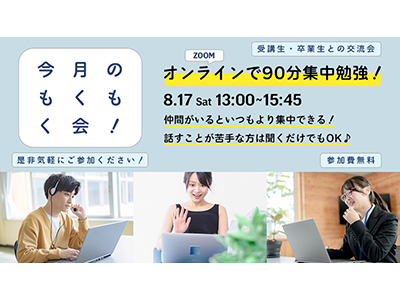 今月の
もくも
く会！
是非気軽にご参加ください！
受講生・卒業生との交流会
ZOOM
オンラインで90分集中勉強！
8.17 Sat 13:00~15:45
仲間がいるといつもより集中できる！
話すことが苦手な方は聞くだけでもOK♪
参加費無料